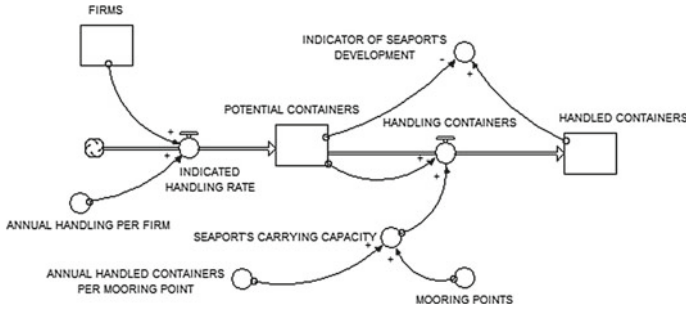 FIRMS
INDICATOR OF SEAPORT'S
DEVELOPMENT
-
+
POTENTIAL CONTAINERS
HANDLING CONTAINERS
HANDLED CONTAINERS
+
+
+
INDICATED
HANDLING RATE
+
ANNUAL HANDLING PER FIRM
SEAPORT'S CARRYING CAPACITY
+
+
ANNUAL HANDLED CONTAINERS
PER MOORING POINT
MOORING POINTS